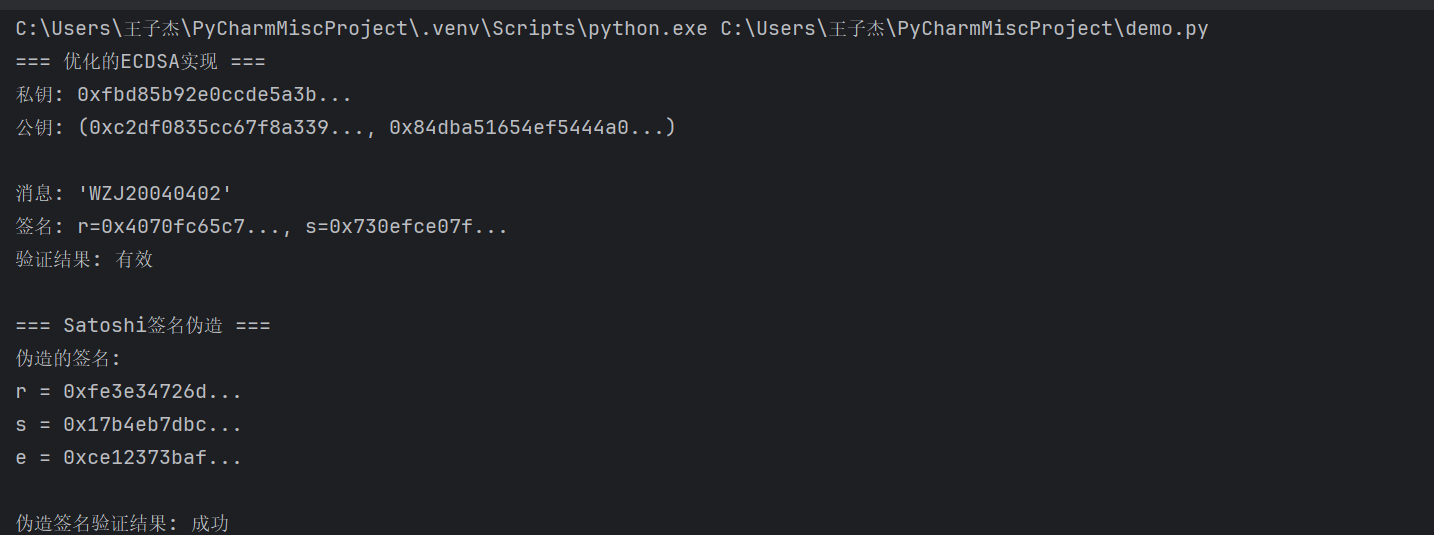 C:\Users\王子杰\PyCharmMiscProject\.venv\Scripts\python.exe C:\Users\王子杰\PyCharmMiscProject\demo.py
=== 优化的ECDSA实现 ===
私钥: 0xfbd85b92e0ccde5a3b...
公钥: (0xc2df0835cc67f8a339..., 0x84dba51654ef5444a0...)
消息: 'WZJ20040402'
签名: r=0x4070fc65c7..., s=0x730efce07f...
验证结果: 有效
=== Satoshi签名伪造 ===
伪造的签名:
r = 0xfe3e34726d...
s = 0x17b4eb7dbc...
e = 0xce12373baf...
伪造签名验证结果: 成功